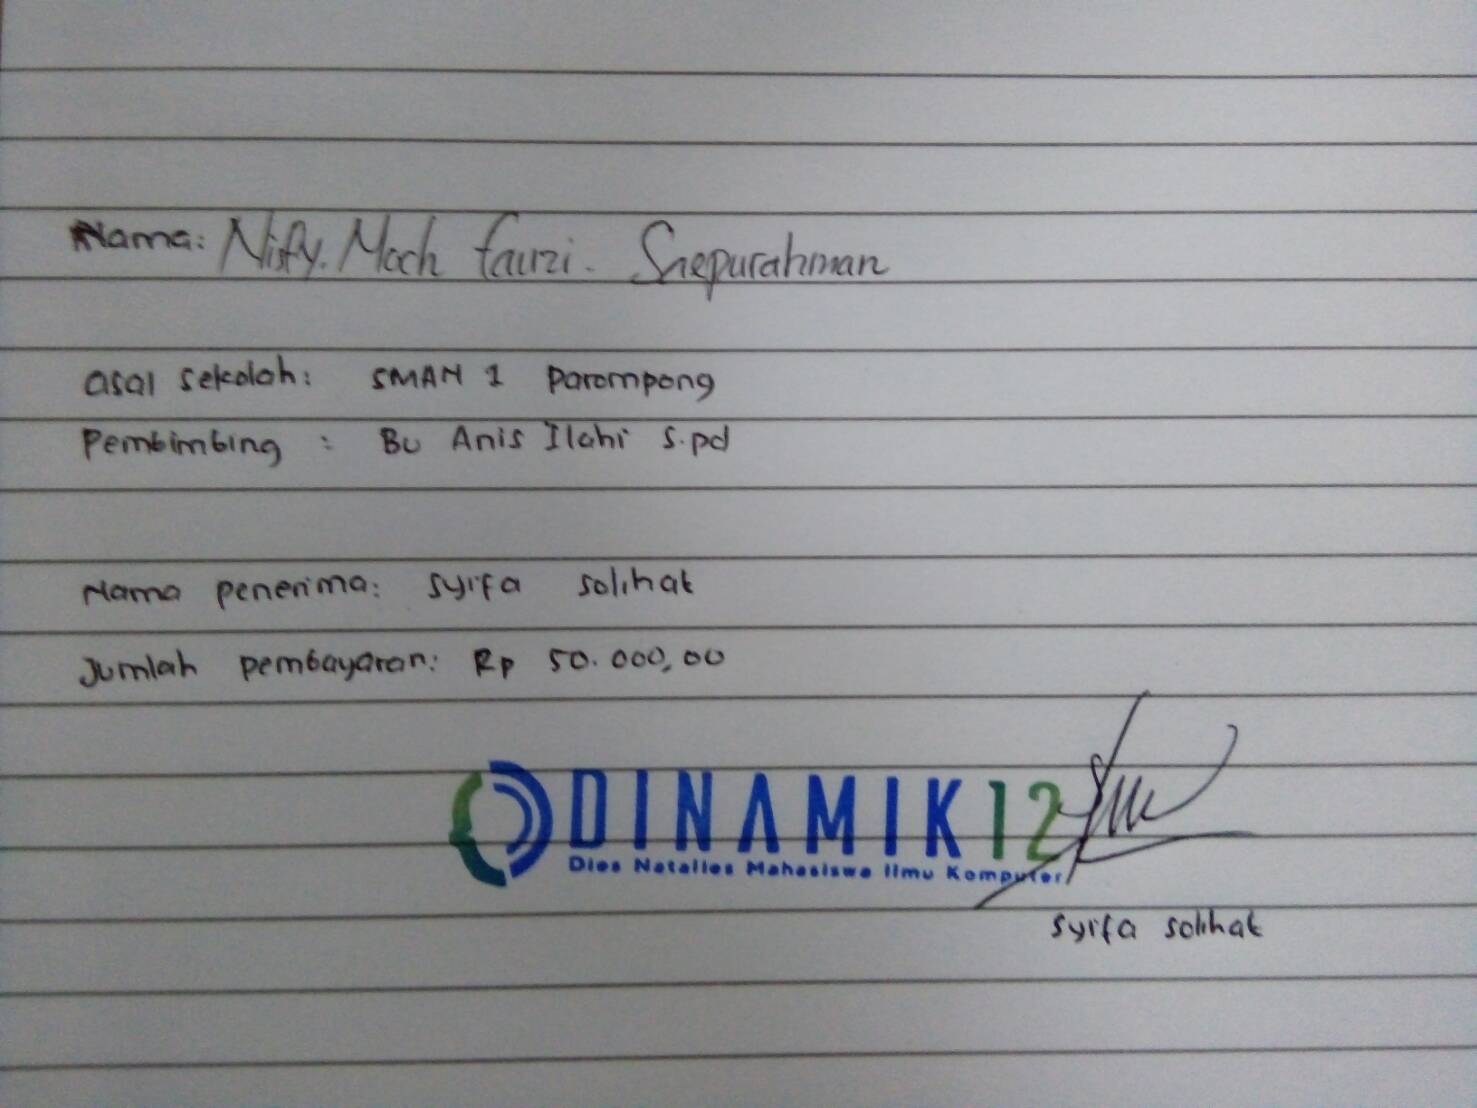 Nama: Nisfy. Moch fauzi. Saepurahman
asal sekolah: SMAN 1 Parompong
Pembimbing : Bu Anis Ilahi S.pd
Nama penerima: syifa solihat
Jumlah pembayaran: Rp 50.000,00
DINAMIK12
Dies Natalies Mahasiswa Ilmu Komputer
syifa solihat